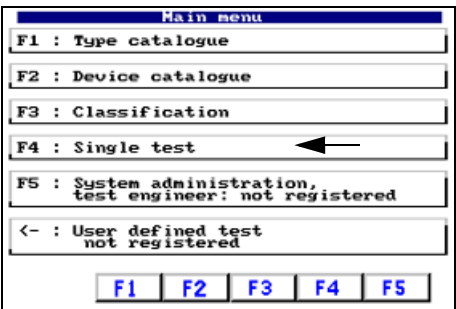 Main menu
F1 : Type catalogue
F2 : Device catalogue
F3 : Classification
F4 : Single test
F5 : System administration,
test engineer: not registered
<- : User defined test
not registered
F1 F2 F3 F4 F5